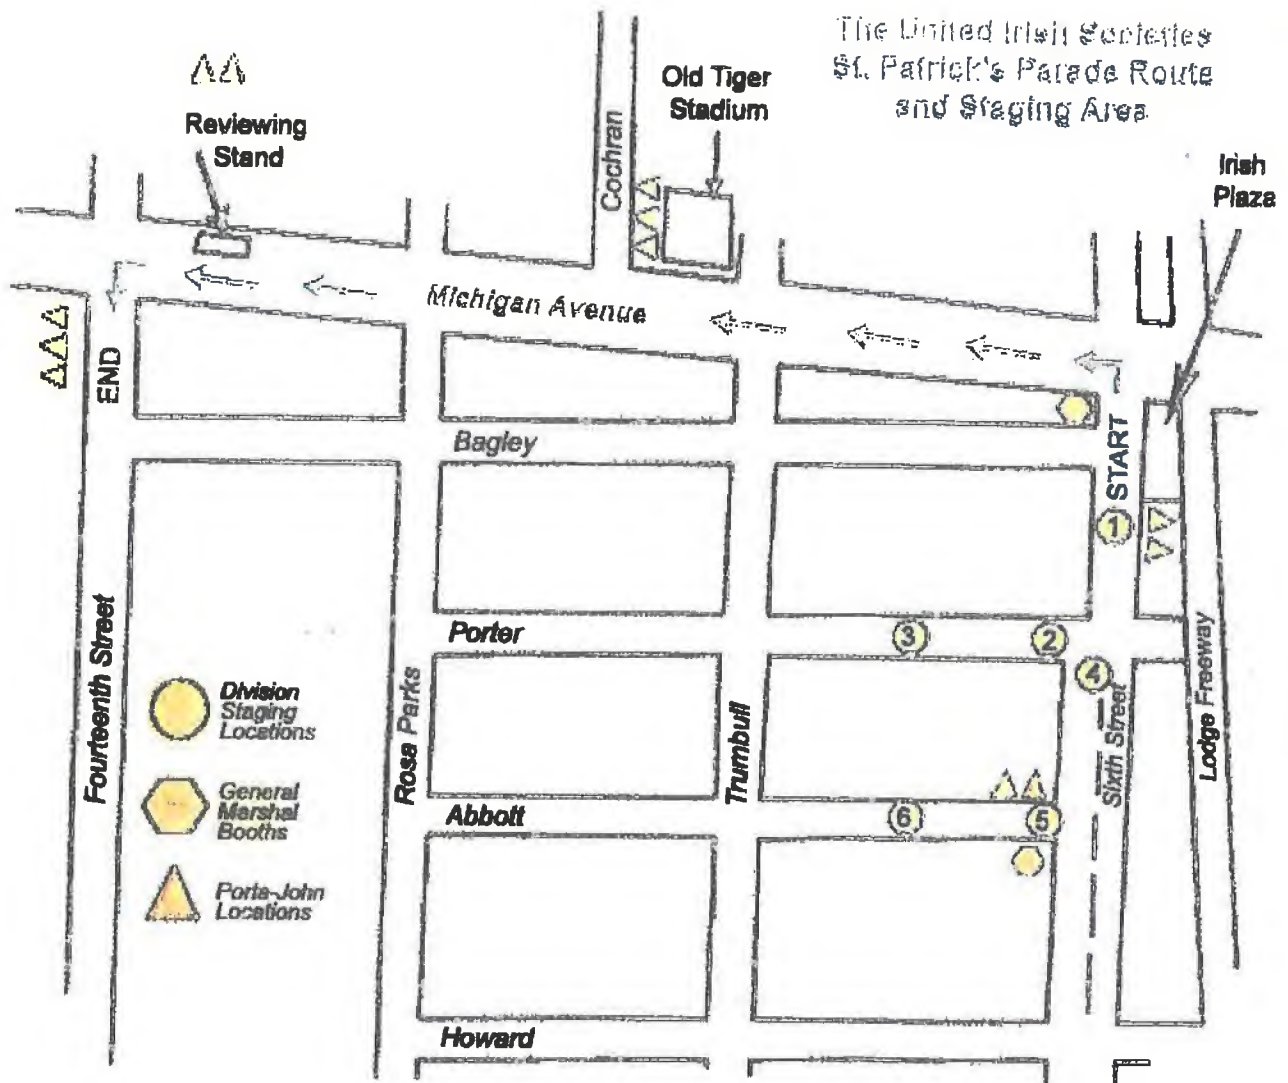 The United Irish Societies
St. Patrick's Parade Route
and Staging Area
Old Tiger
Stadium
Reviewing
Stand
Irish
Plaza
Cochran
Michigan Avenue
END
START
Bagley
1
Porter
3
2
4
Fourteenth Street
Rosa Parks
Trumbull
Sixth Street
Lodge Freeway
Division
Staging
Locations
General
Marshal
Booths
Porta-John
Locations
Abbott
6
5
Howard